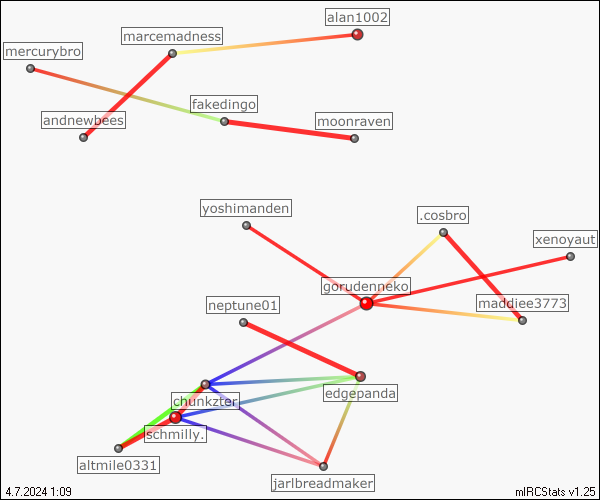 alan1002
marcemadness
mercurybro
fakedingo
andnewbees
moonraven
yoshimanden
.cosbro
xenoyaut
gorudenneko
maddiee3773
neptune01
edgepanda
chunkzter
schmilly.
altmile0331
jarlbreadmaker
4.7.2024 1:09
mIRCStats v1.25